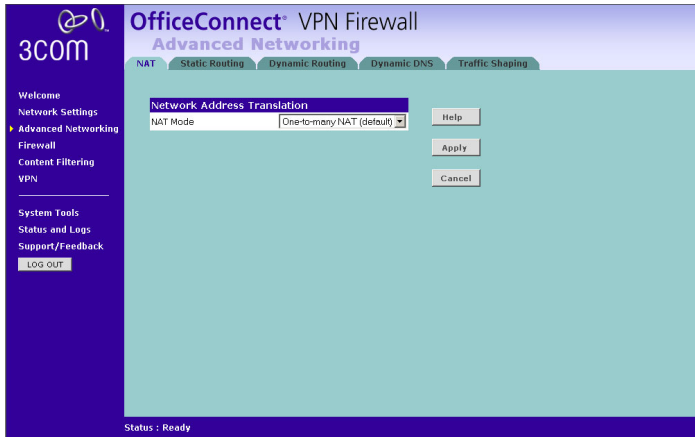 3COM
OfficeConnect® VPN Firewall
Advanced Networking
NAT Static Routing Dynamic Routing Dynamic DNS Traffic Shaping
Welcome
Network Settings
Advanced Networking
Firewall
Content Filtering
VPN
System Tools
Status and Logs
Support/Feedback
LOG OUT
Network Address Translation
NAT Mode One-to-many NAT (default)
Help
Apply
Cancel
Status : Ready